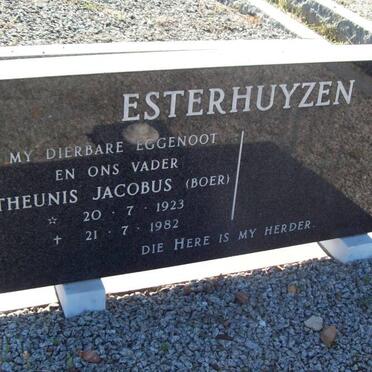 ESTERHUYZEN
MY DIERBARE EGGENOOT
EN ONS VADER
THEUNIS JACOBUS (BOER)
☆ 20 · 7 · 1923
✝ 21 · 7 · 1982
DIE HERE IS MY HERDER.